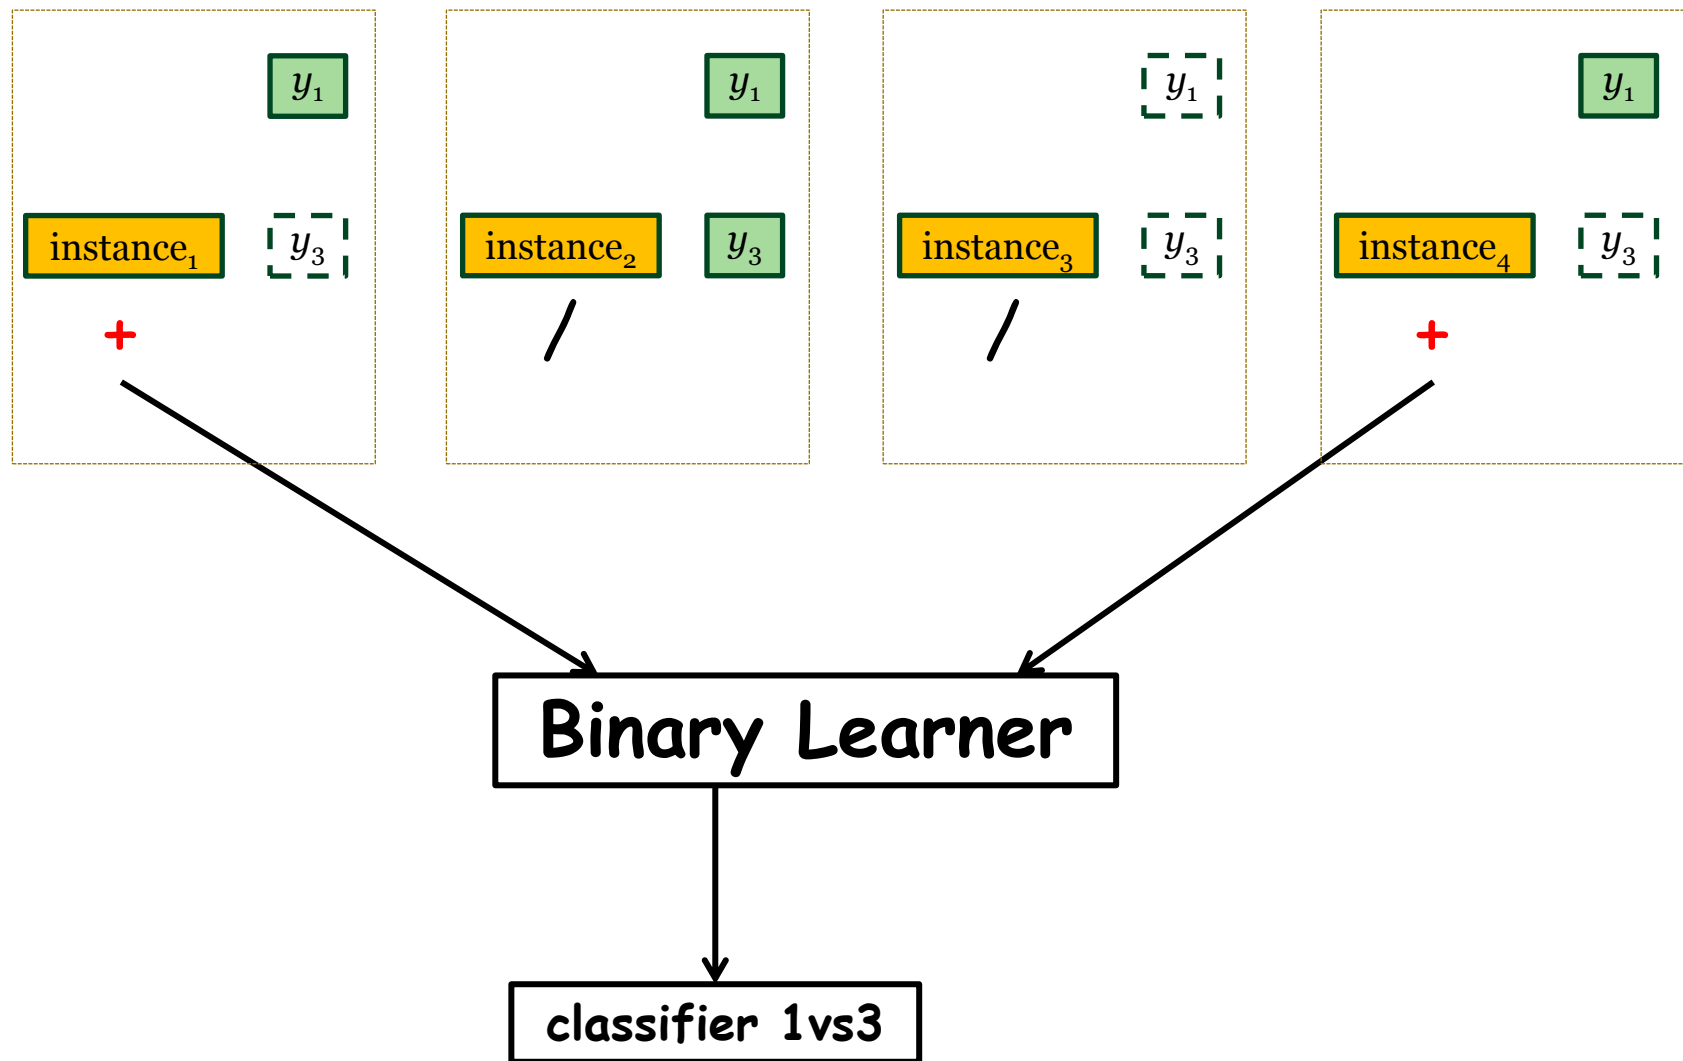 y₁ y₁ y₁ y₁
instance₁ y₃ instance₂ y₃ instance₃ y₃ instance₄ y₃
+ / / +
Binary Learner
classifier 1vs3